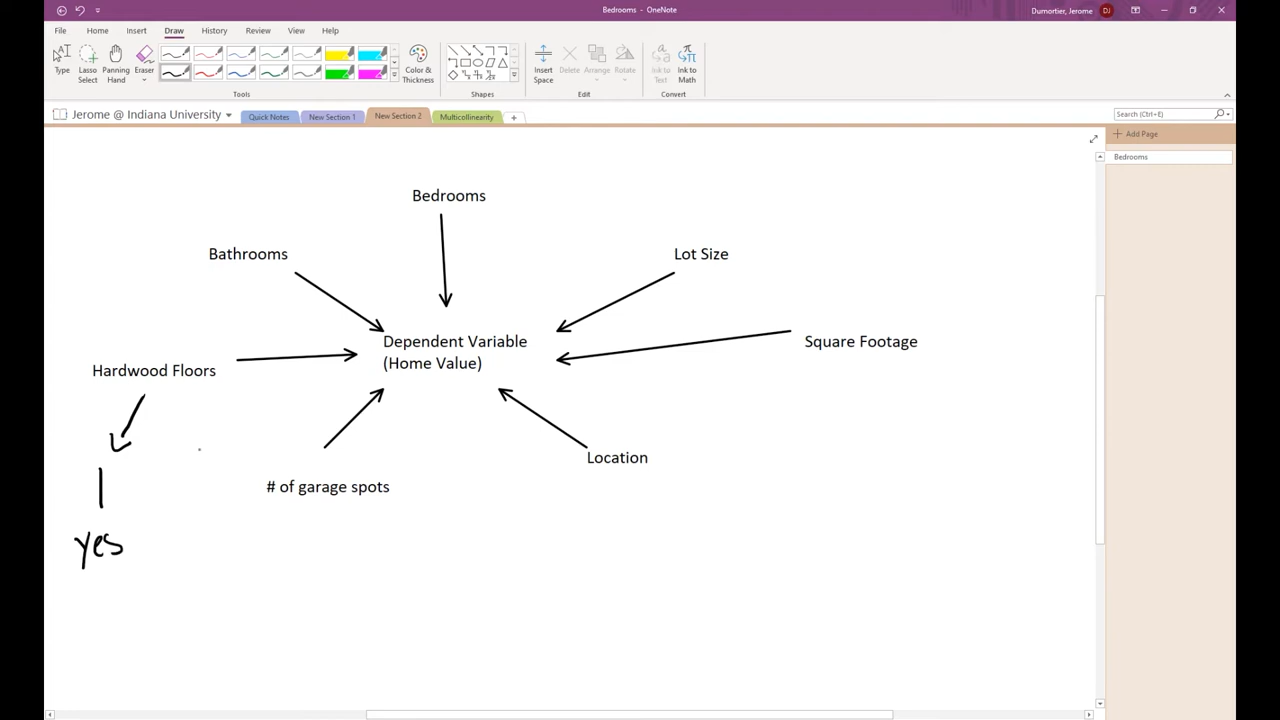 Bedrooms - OneNote
Dumortier, Jerome DJ
File Home Insert Draw History Review View Help
Type
Lasso Select
Panning Hand
Eraser
Color & Thickness
Insert Space
Delete
Arrange
Rotate
Ink to Text
Ink to Math
Tools
Shapes
Edit
Convert
Jerome @ Indiana University
Quick Notes
New Section 1
New Section 2
Multicollinearity
+
Search (Ctrl+E)
Add Page
Bedrooms
Bedrooms
Bathrooms
Lot Size
Dependent Variable
(Home Value)
Square Footage
Hardwood Floors
Location
# of garage spots
1
yes